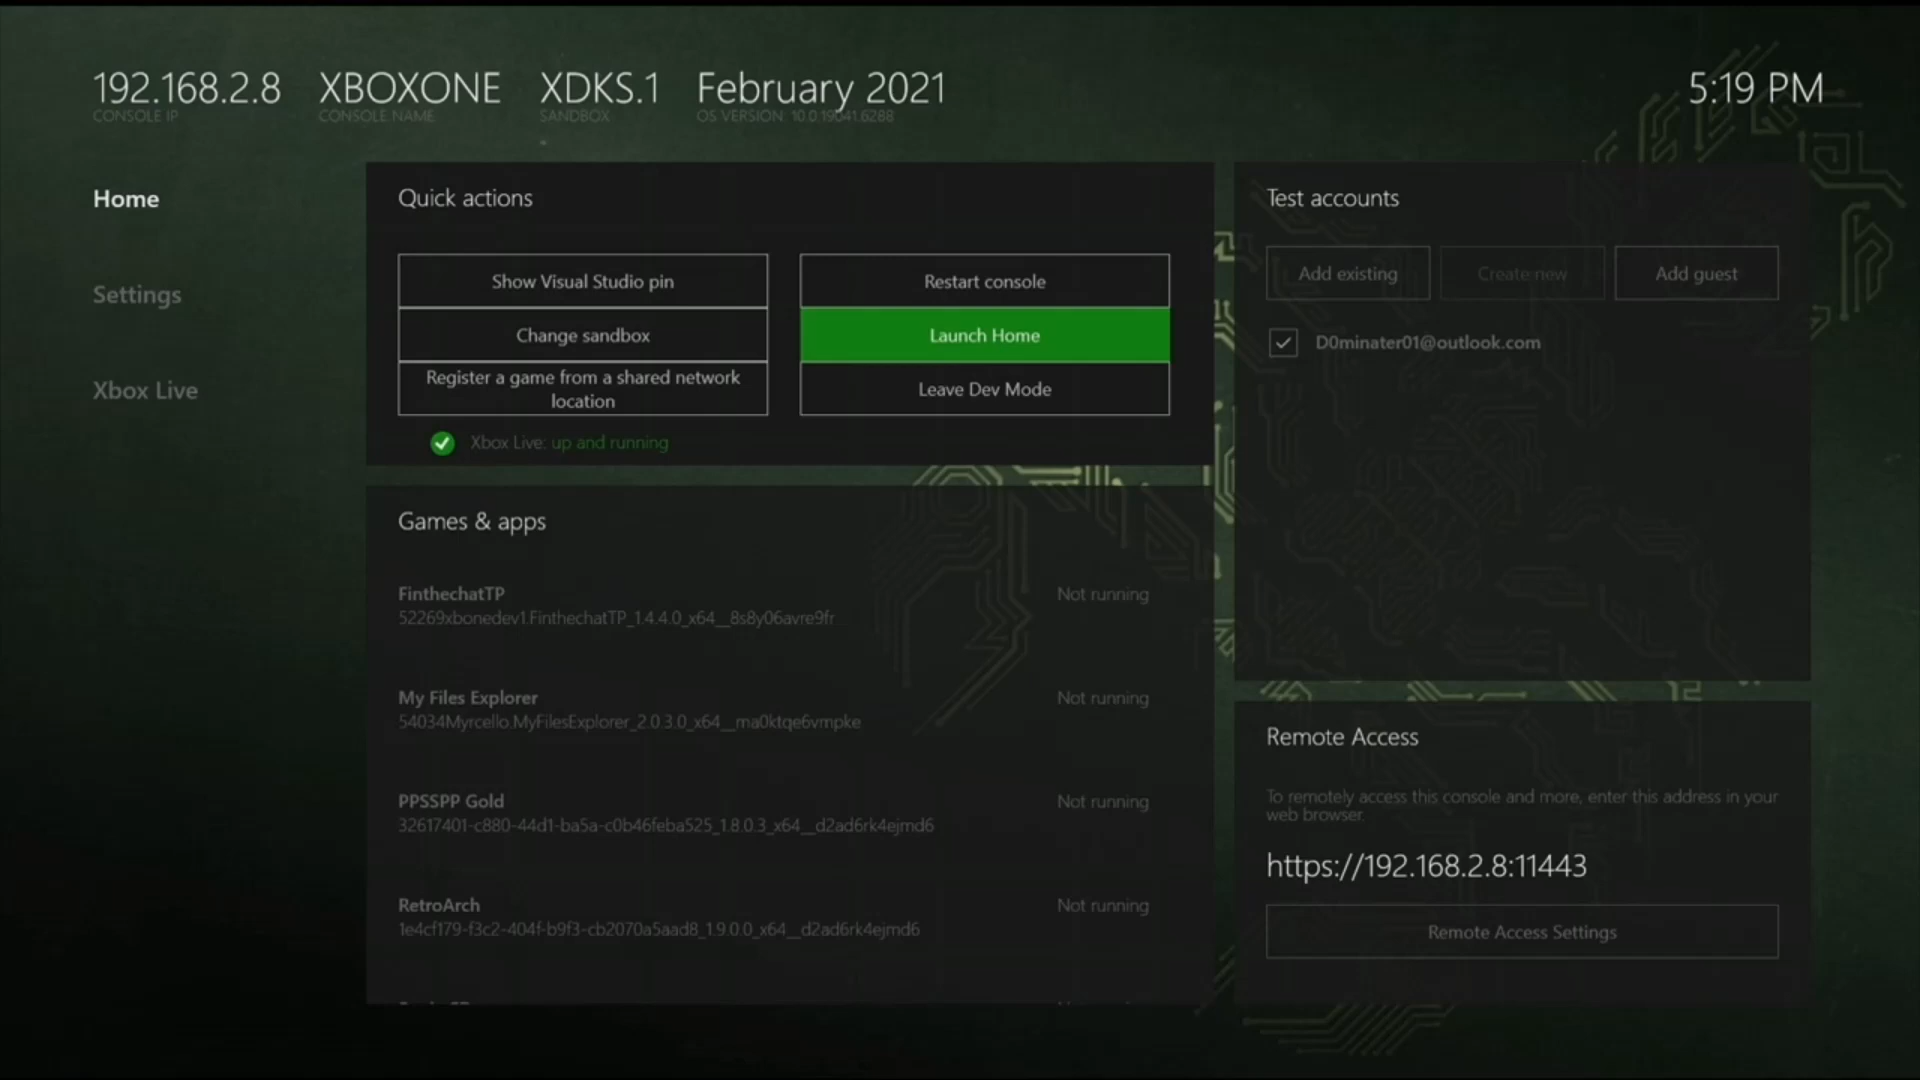 192.168.2.8 XBOXONE XDKS.1 February 2021 5:19 PM
CONSOLE IP CONSOLE NAME SANDBOX OS VERSION 10.0.19041.6288
Home
Settings
Xbox Live
Quick actions
Show Visual Studio pin
Restart console
Change sandbox
Launch Home
Register a game from a shared network
location
Leave Dev Mode
Xbox Live: up and running
Games & apps
FinthechatTP Not running
52269xbonedev1.FinthechatTP_1.4.4.0_x64__8s8y06avre9fr
My Files Explorer Not running
54034Myrcello.MyFilesExplorer_2.0.3.0_x64__ma0ktqe6vmpke
PPSSPP Gold Not running
32617401-c880-44d1-ba5a-c0b46feba525_1.8.0.3_x64__d2ad6rk4ejmd6
RetroArch Not running
1e4cf179-f3c2-404f-b9f3-cb2070a5aad8_1.9.0.0_x64__d2ad6rk4ejmd6
Test accounts
Add existing Create new Add guest
D0minater01@outlook.com
Remote Access
To remotely access this console and more, enter this address in your
web browser.
https://192.168.2.8:11443
Remote Access Settings